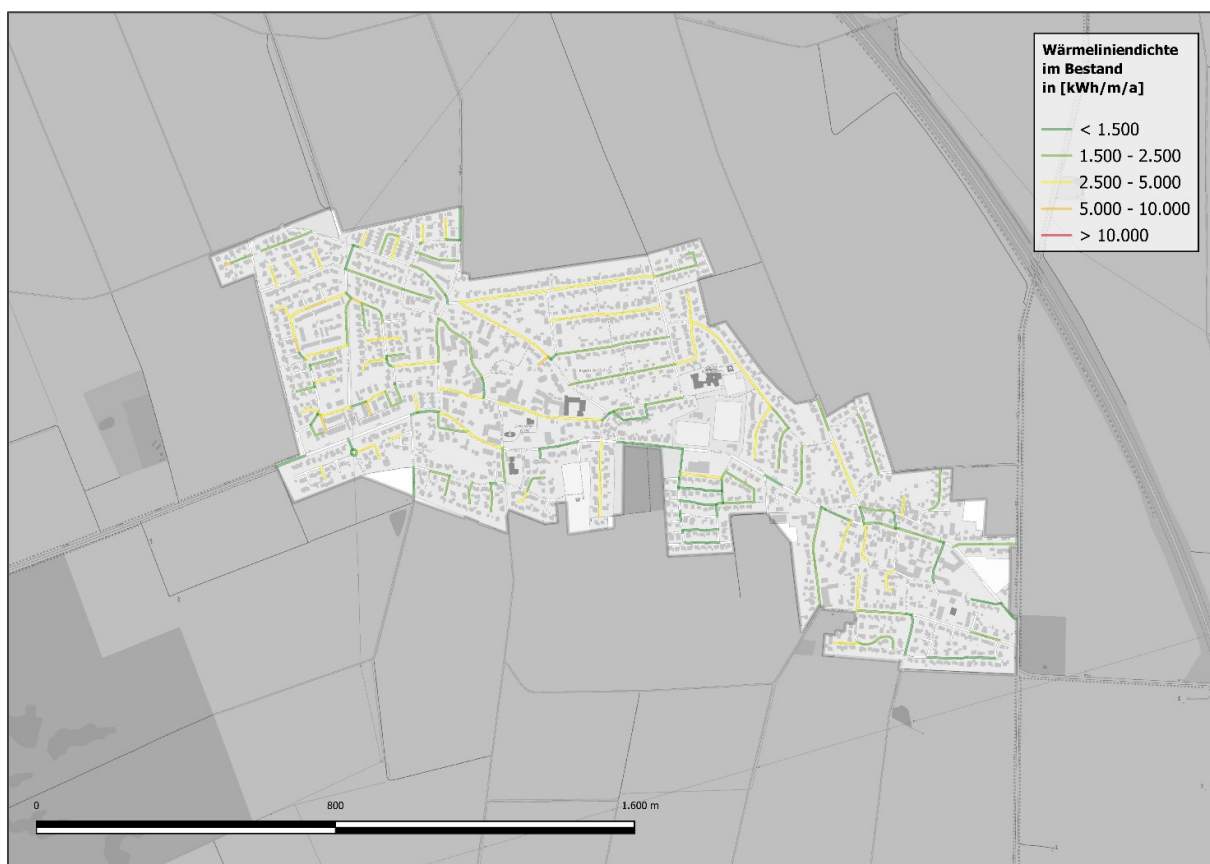 Wärmeliniendichte
im Bestand
in [kWh/m/a]
< 1.500
1.500 - 2.500
2.500 - 5.000
5.000 - 10.000
> 10.000
0
800
1.600 m